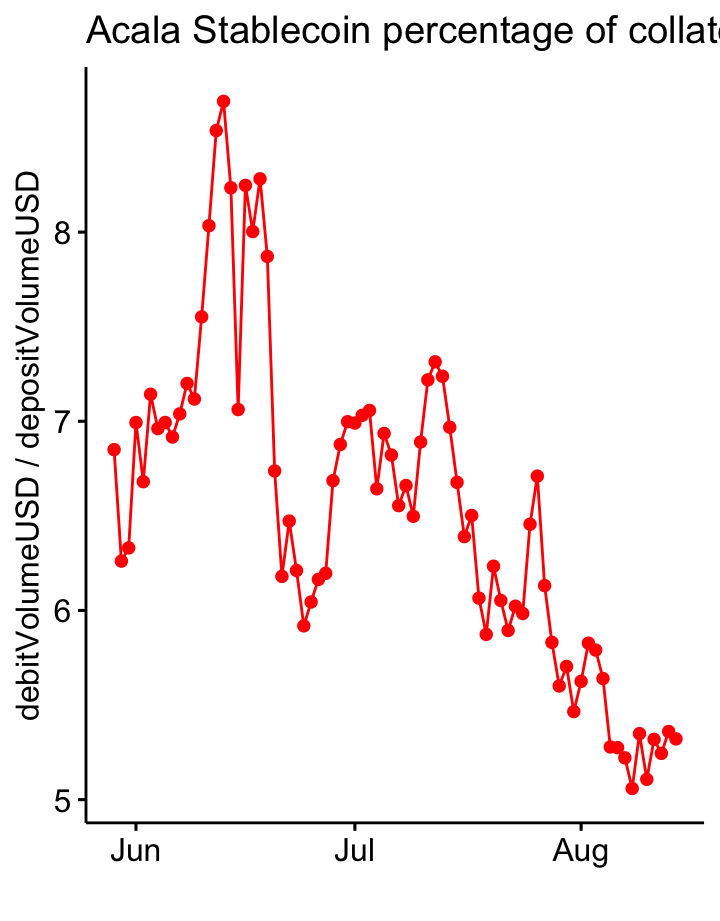 Acala Stablecoin percentage of collat
debitVolumeUSD / depositVolumeUSD
8
7
6
5
Jun
Jul
Aug